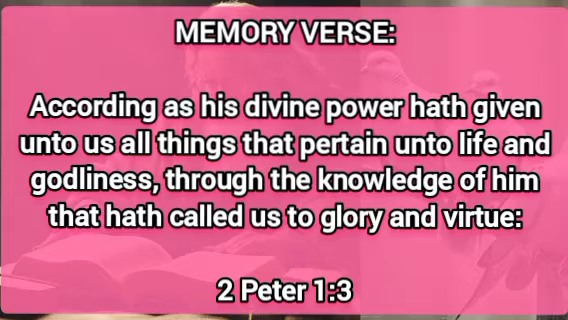 MEMORY VERSE:
According as his divine power hath given
unto us all things that pertain unto life and
godliness, through the knowledge of him
that hath called us to glory and virtue:
2 Peter 1:3